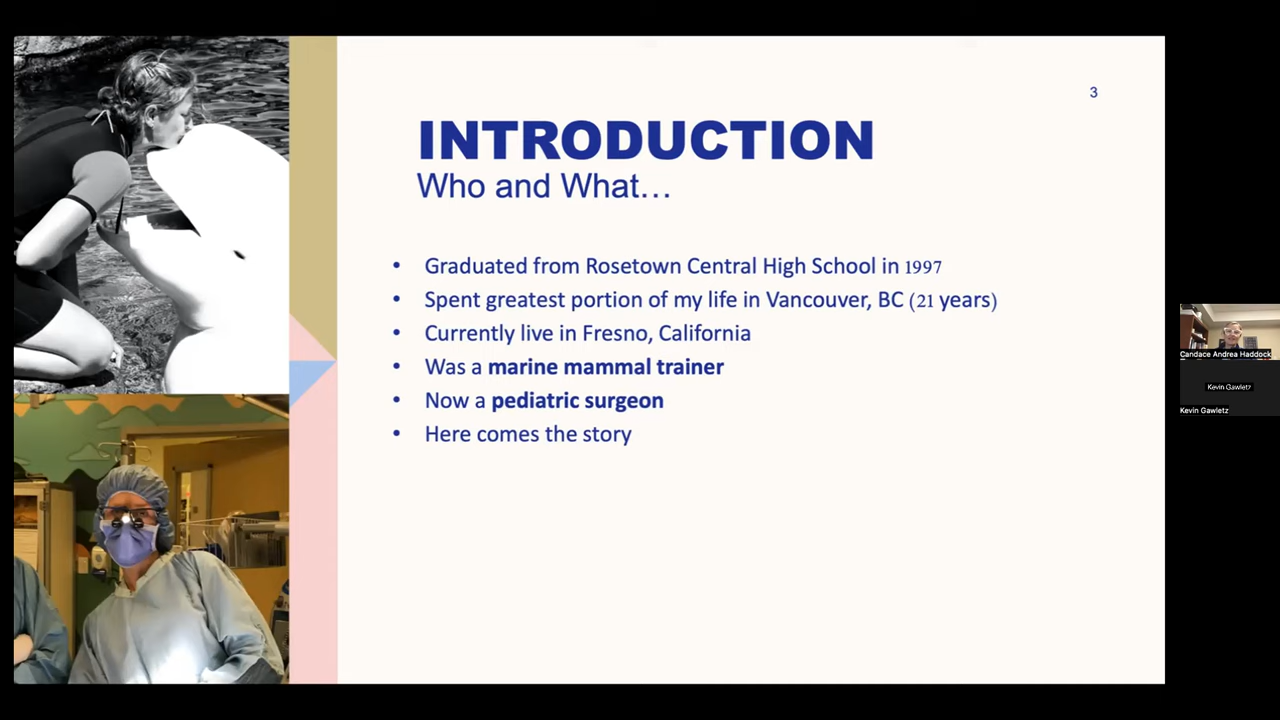 3
INTRODUCTION
Who and What…
• Graduated from Rosetown Central High School in 1997
• Spent greatest portion of my life in Vancouver, BC (21 years)
• Currently live in Fresno, California
• Was a marine mammal trainer
• Now a pediatric surgeon
• Here comes the story
Candace Andrea Haddock
Kevin Gawletz
Kevin Gawletz